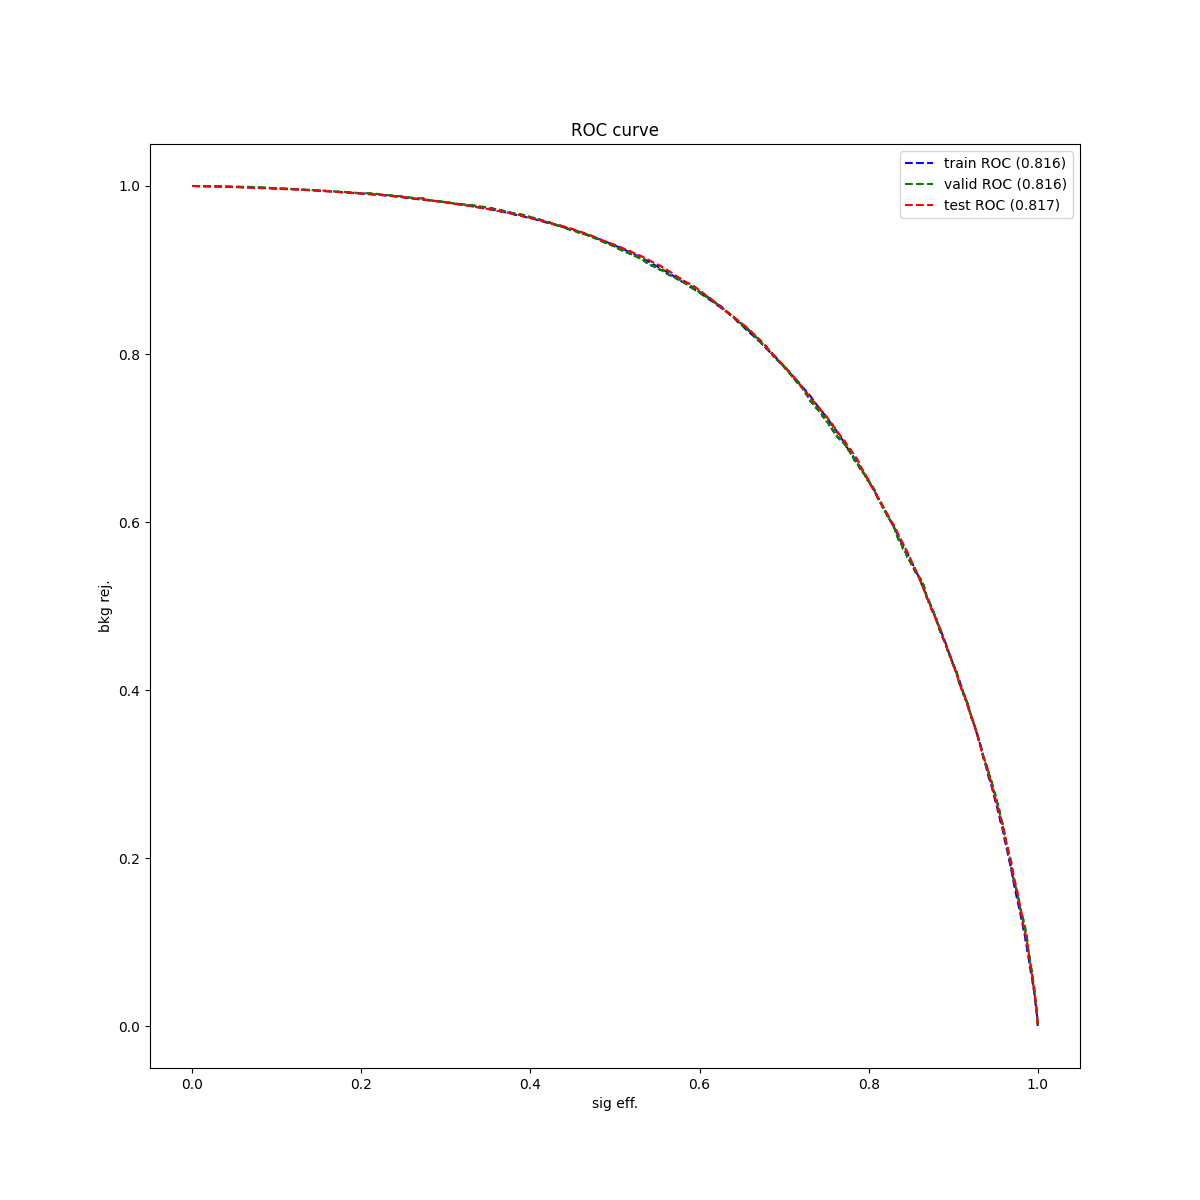 ROC curve
train ROC (0.816)
valid ROC (0.816)
test ROC (0.817)
1.0
0.8
0.6
0.4
0.2
0.0
bkg rej.
0.0 0.2 0.4 0.6 0.8 1.0
sig eff.